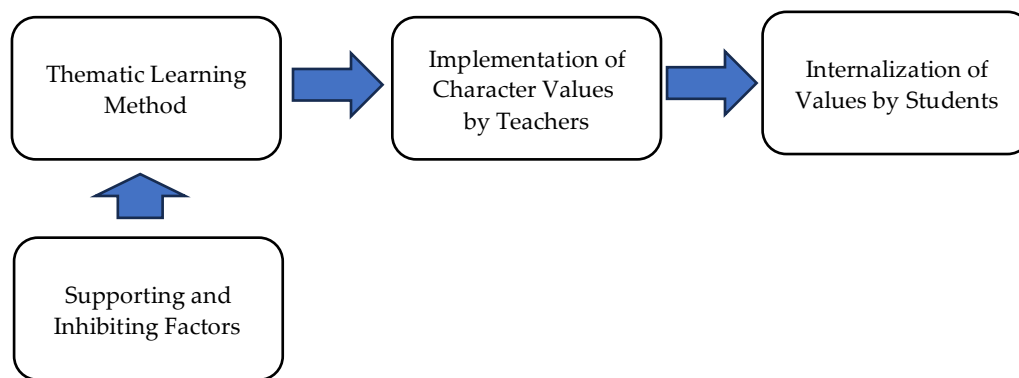 Thematic Learning
Method
Implementation of
Character Values
by Teachers
Internalization of
Values by Students
Supporting and
Inhibiting Factors